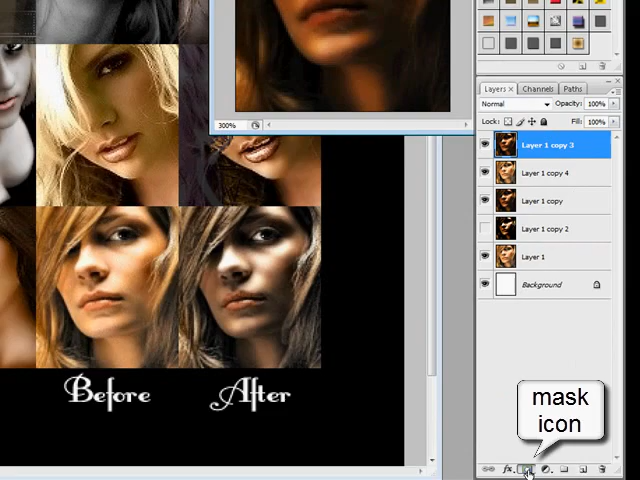 Layers × Channels Paths
Normal Opacity: 100%
Lock: Fill: 100%
Layer 1 copy 3
Layer 1 copy 4
Layer 1 copy
Layer 1 copy 2
Layer 1
Background
300%
Before After
mask
icon
fx.